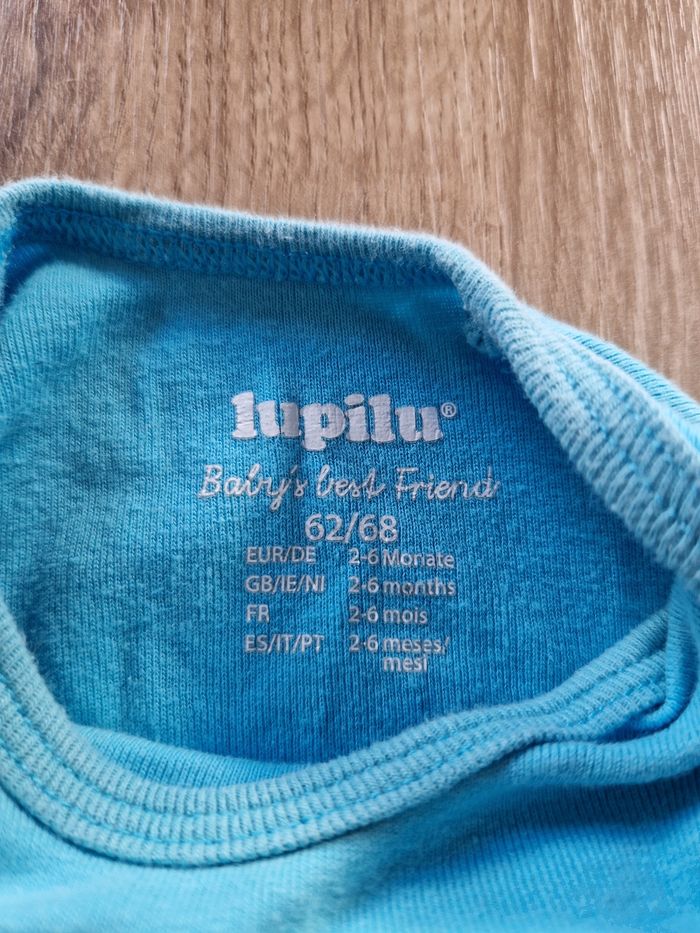 lupilu®
Baby's best Friend
62/68
EUR/DE 2-6 Monate
GB/IE/NI 2-6 months
FR 2-6 mois
ES/IT/PT 2-6 meses/
mesi